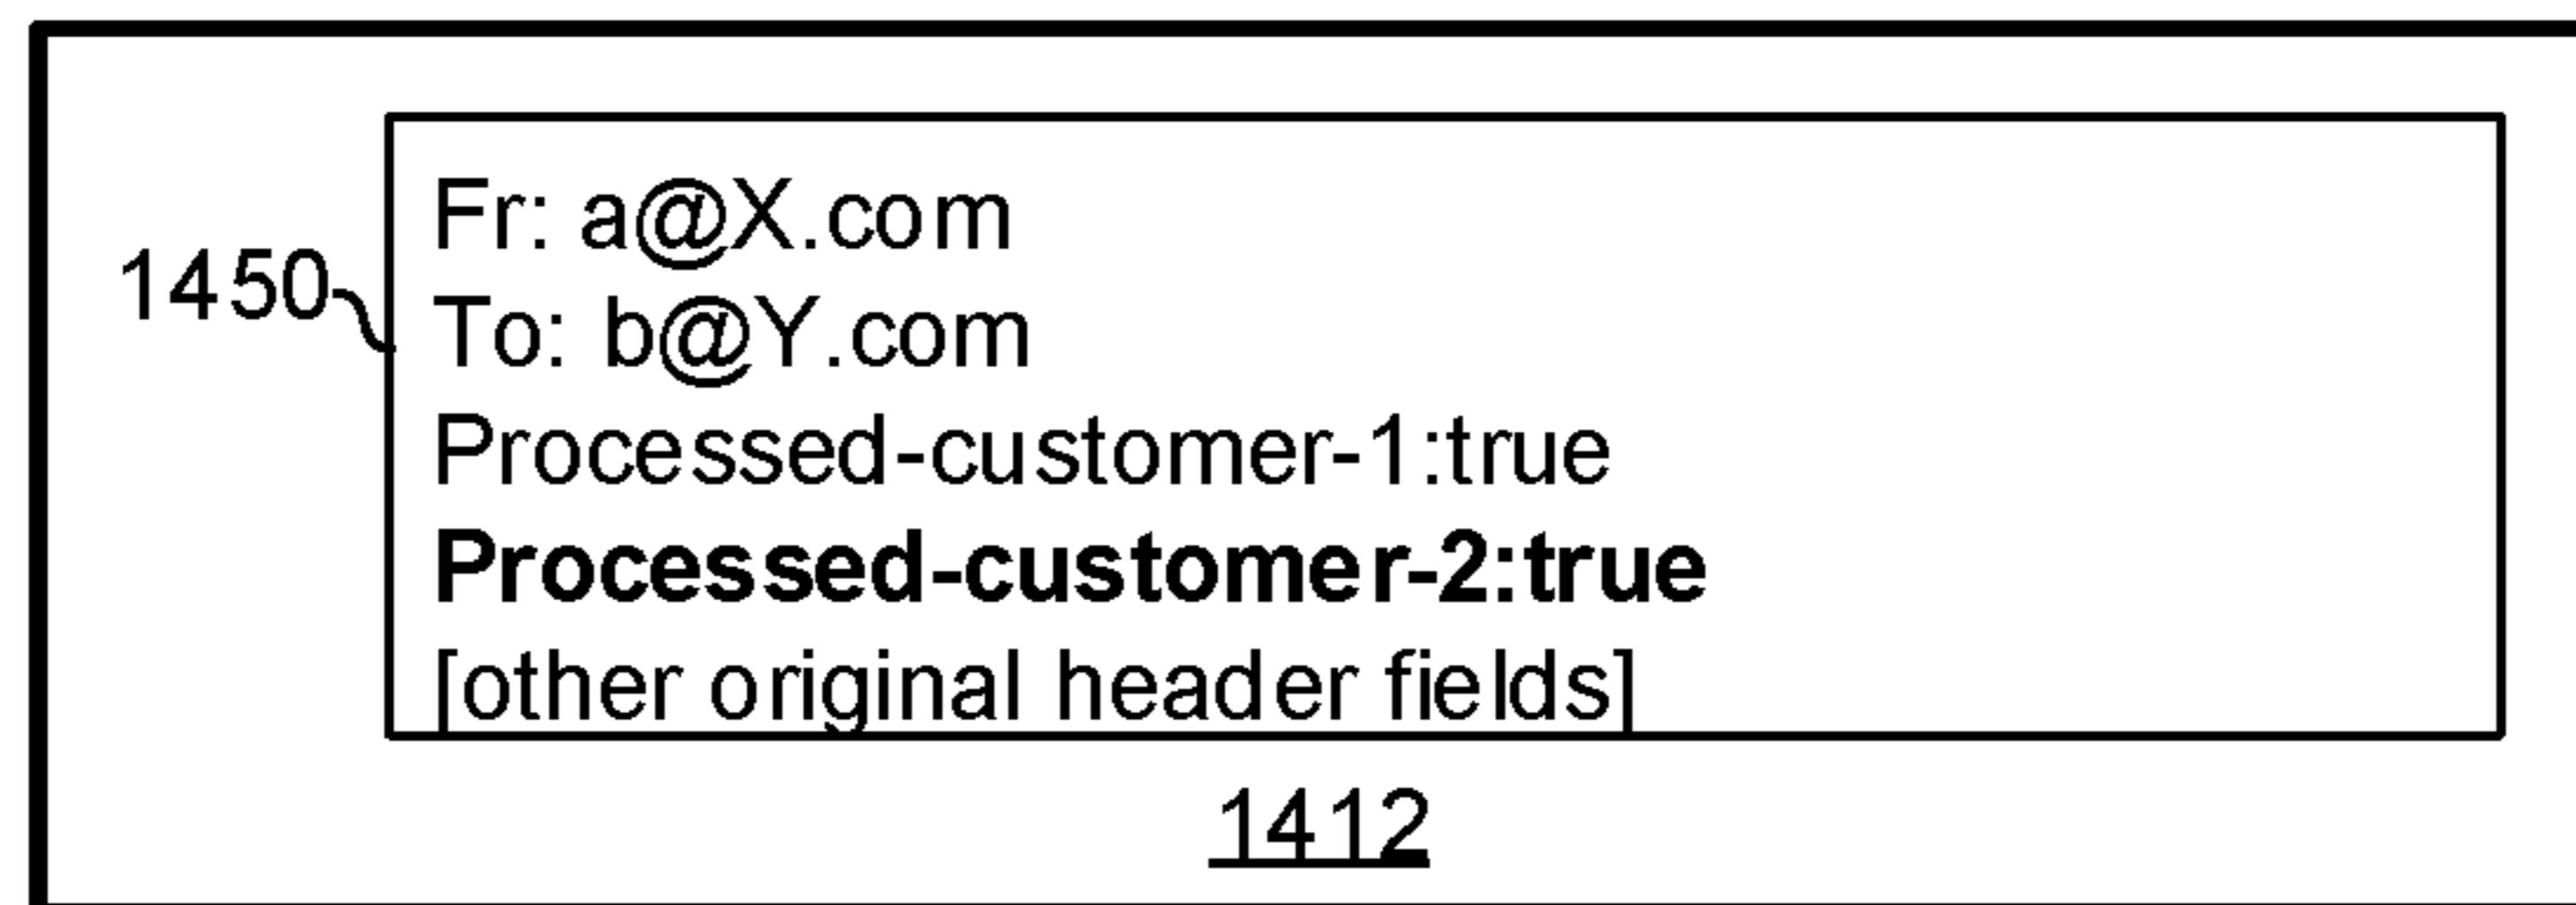 Fr: a@X.com
1450
To: b@Y.com
Processed-customer-1:true
Processed-customer-2:true
[other original header fields]
1412